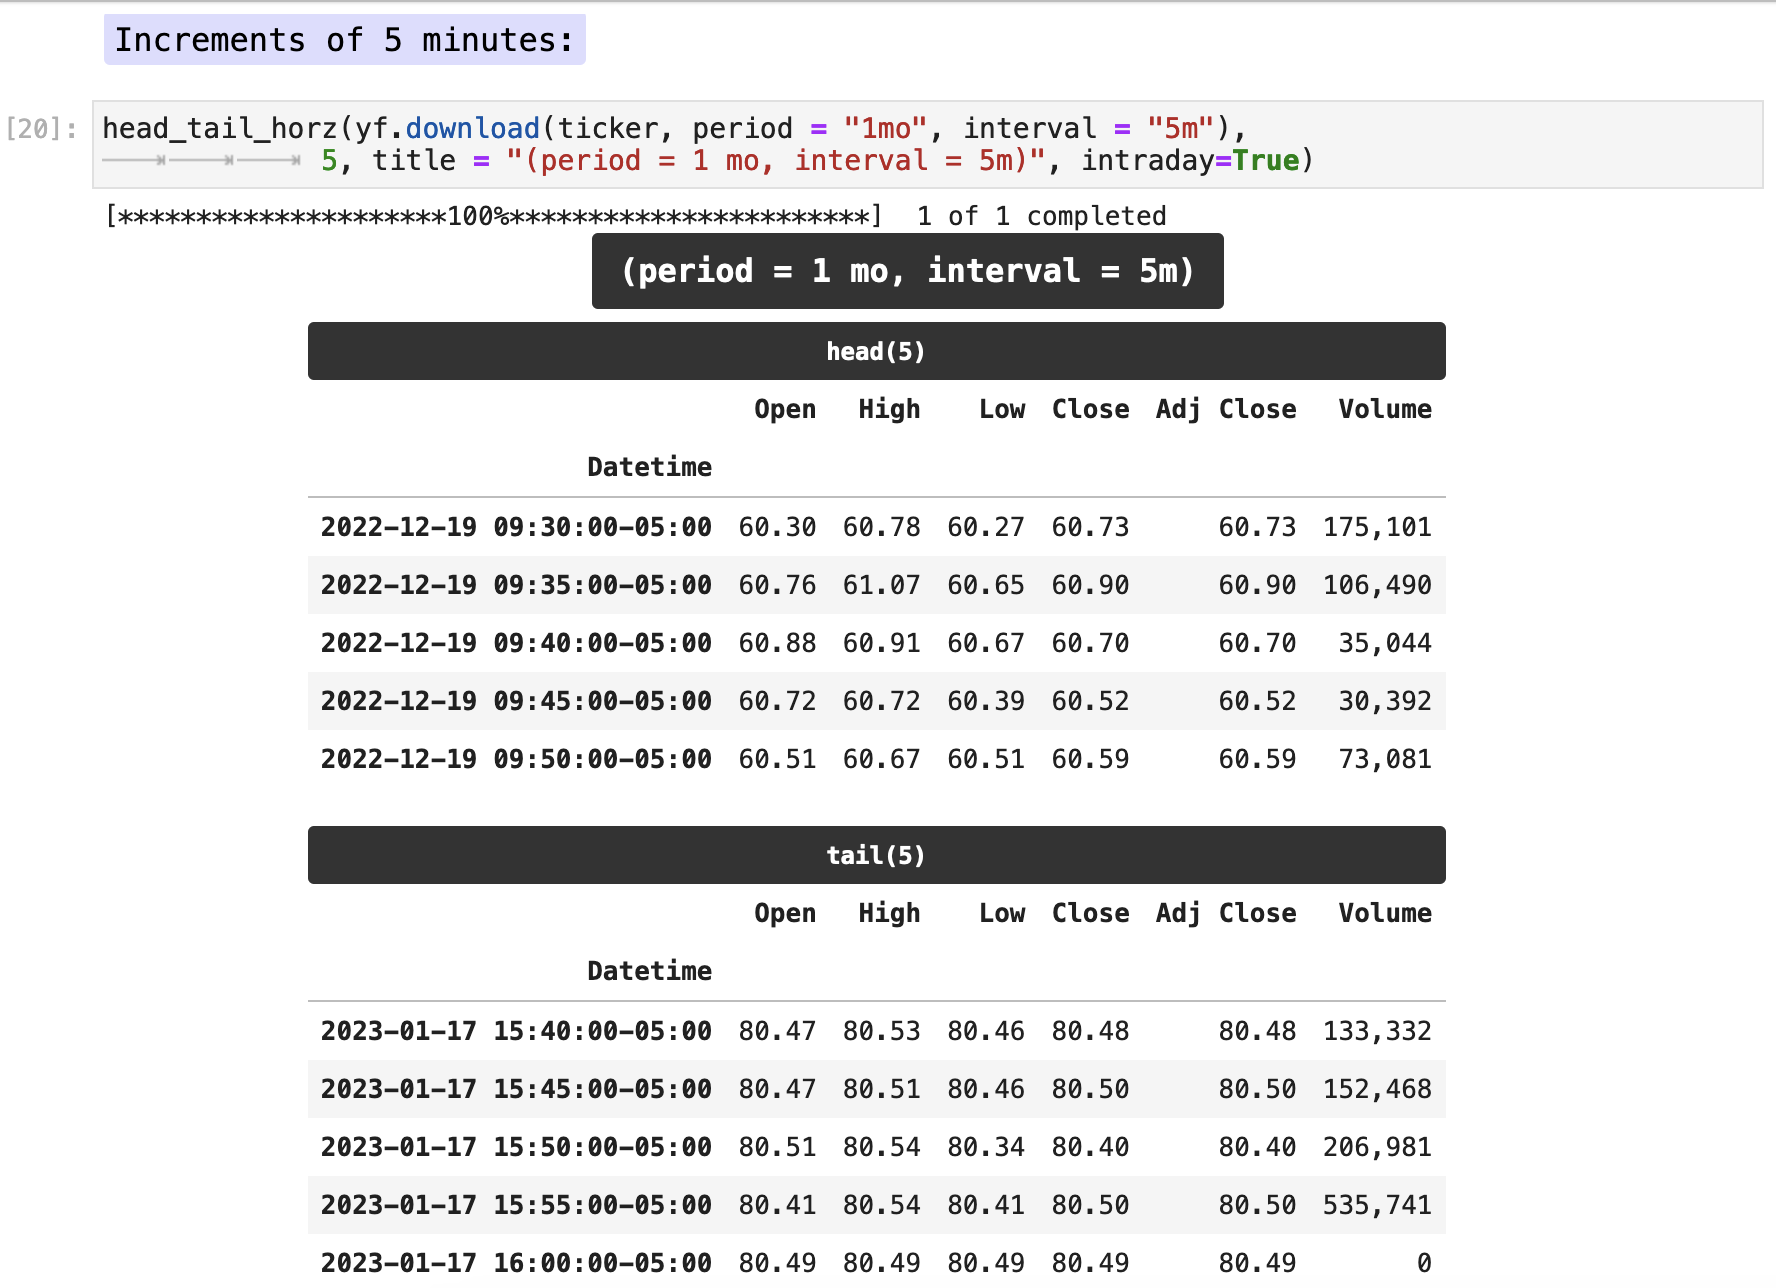 Increments of 5 minutes:
[20]: head_tail_horz(yf.download(ticker, period = "1mo", interval = "5m"),
5, title = "(period = 1 mo, interval = 5m)", intraday=True)
[*********************100%***********************]  1 of 1 completed
(period = 1 mo, interval = 5m)
head(5)
Open High Low Close Adj Close Volume
Datetime
2022-12-19 09:30:00-05:00 60.30 60.78 60.27 60.73 60.73 175,101
2022-12-19 09:35:00-05:00 60.76 61.07 60.65 60.90 60.90 106,490
2022-12-19 09:40:00-05:00 60.88 60.91 60.67 60.70 60.70 35,044
2022-12-19 09:45:00-05:00 60.72 60.72 60.39 60.52 60.52 30,392
2022-12-19 09:50:00-05:00 60.51 60.67 60.51 60.59 60.59 73,081
tail(5)
Open High Low Close Adj Close Volume
Datetime
2023-01-17 15:40:00-05:00 80.47 80.53 80.46 80.48 80.48 133,332
2023-01-17 15:45:00-05:00 80.47 80.51 80.46 80.50 80.50 152,468
2023-01-17 15:50:00-05:00 80.51 80.54 80.34 80.40 80.40 206,981
2023-01-17 15:55:00-05:00 80.41 80.54 80.41 80.50 80.50 535,741
2023-01-17 16:00:00-05:00 80.49 80.49 80.49 80.49 80.49 0